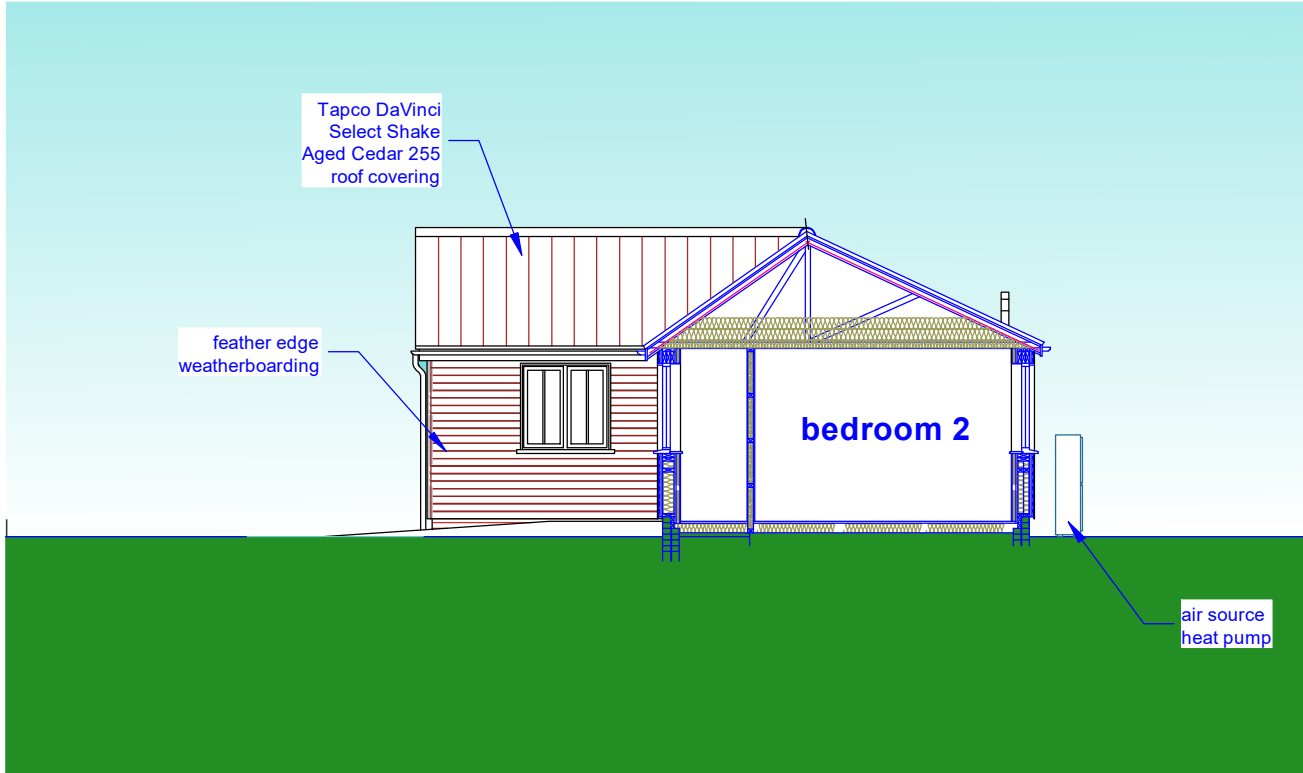 Tapco DaVinci
Select Shake
Aged Cedar 255
roof covering
feather edge
weatherboarding
bedroom 2
air source
heat pump